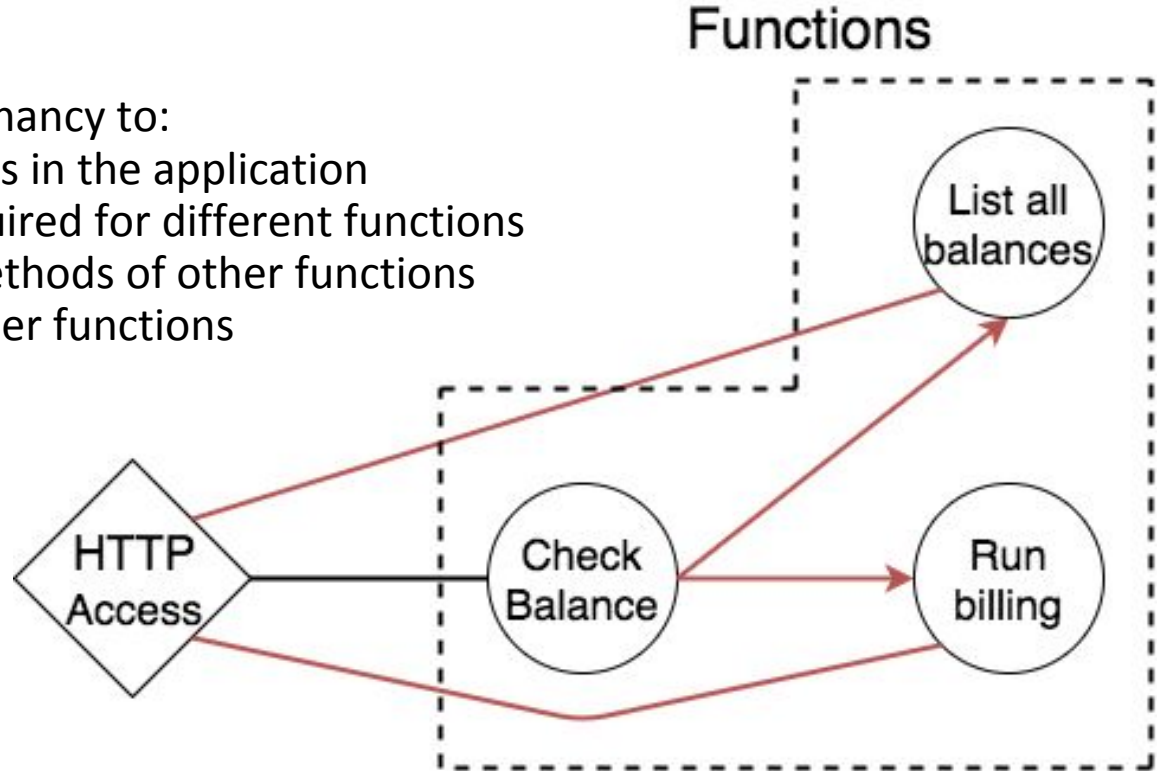 Functions
nancy to:
s in the application
uired for different functions
ethods of other functions
er functions
List all
balances
HTTP
Access
Check
Balance
Run
billing